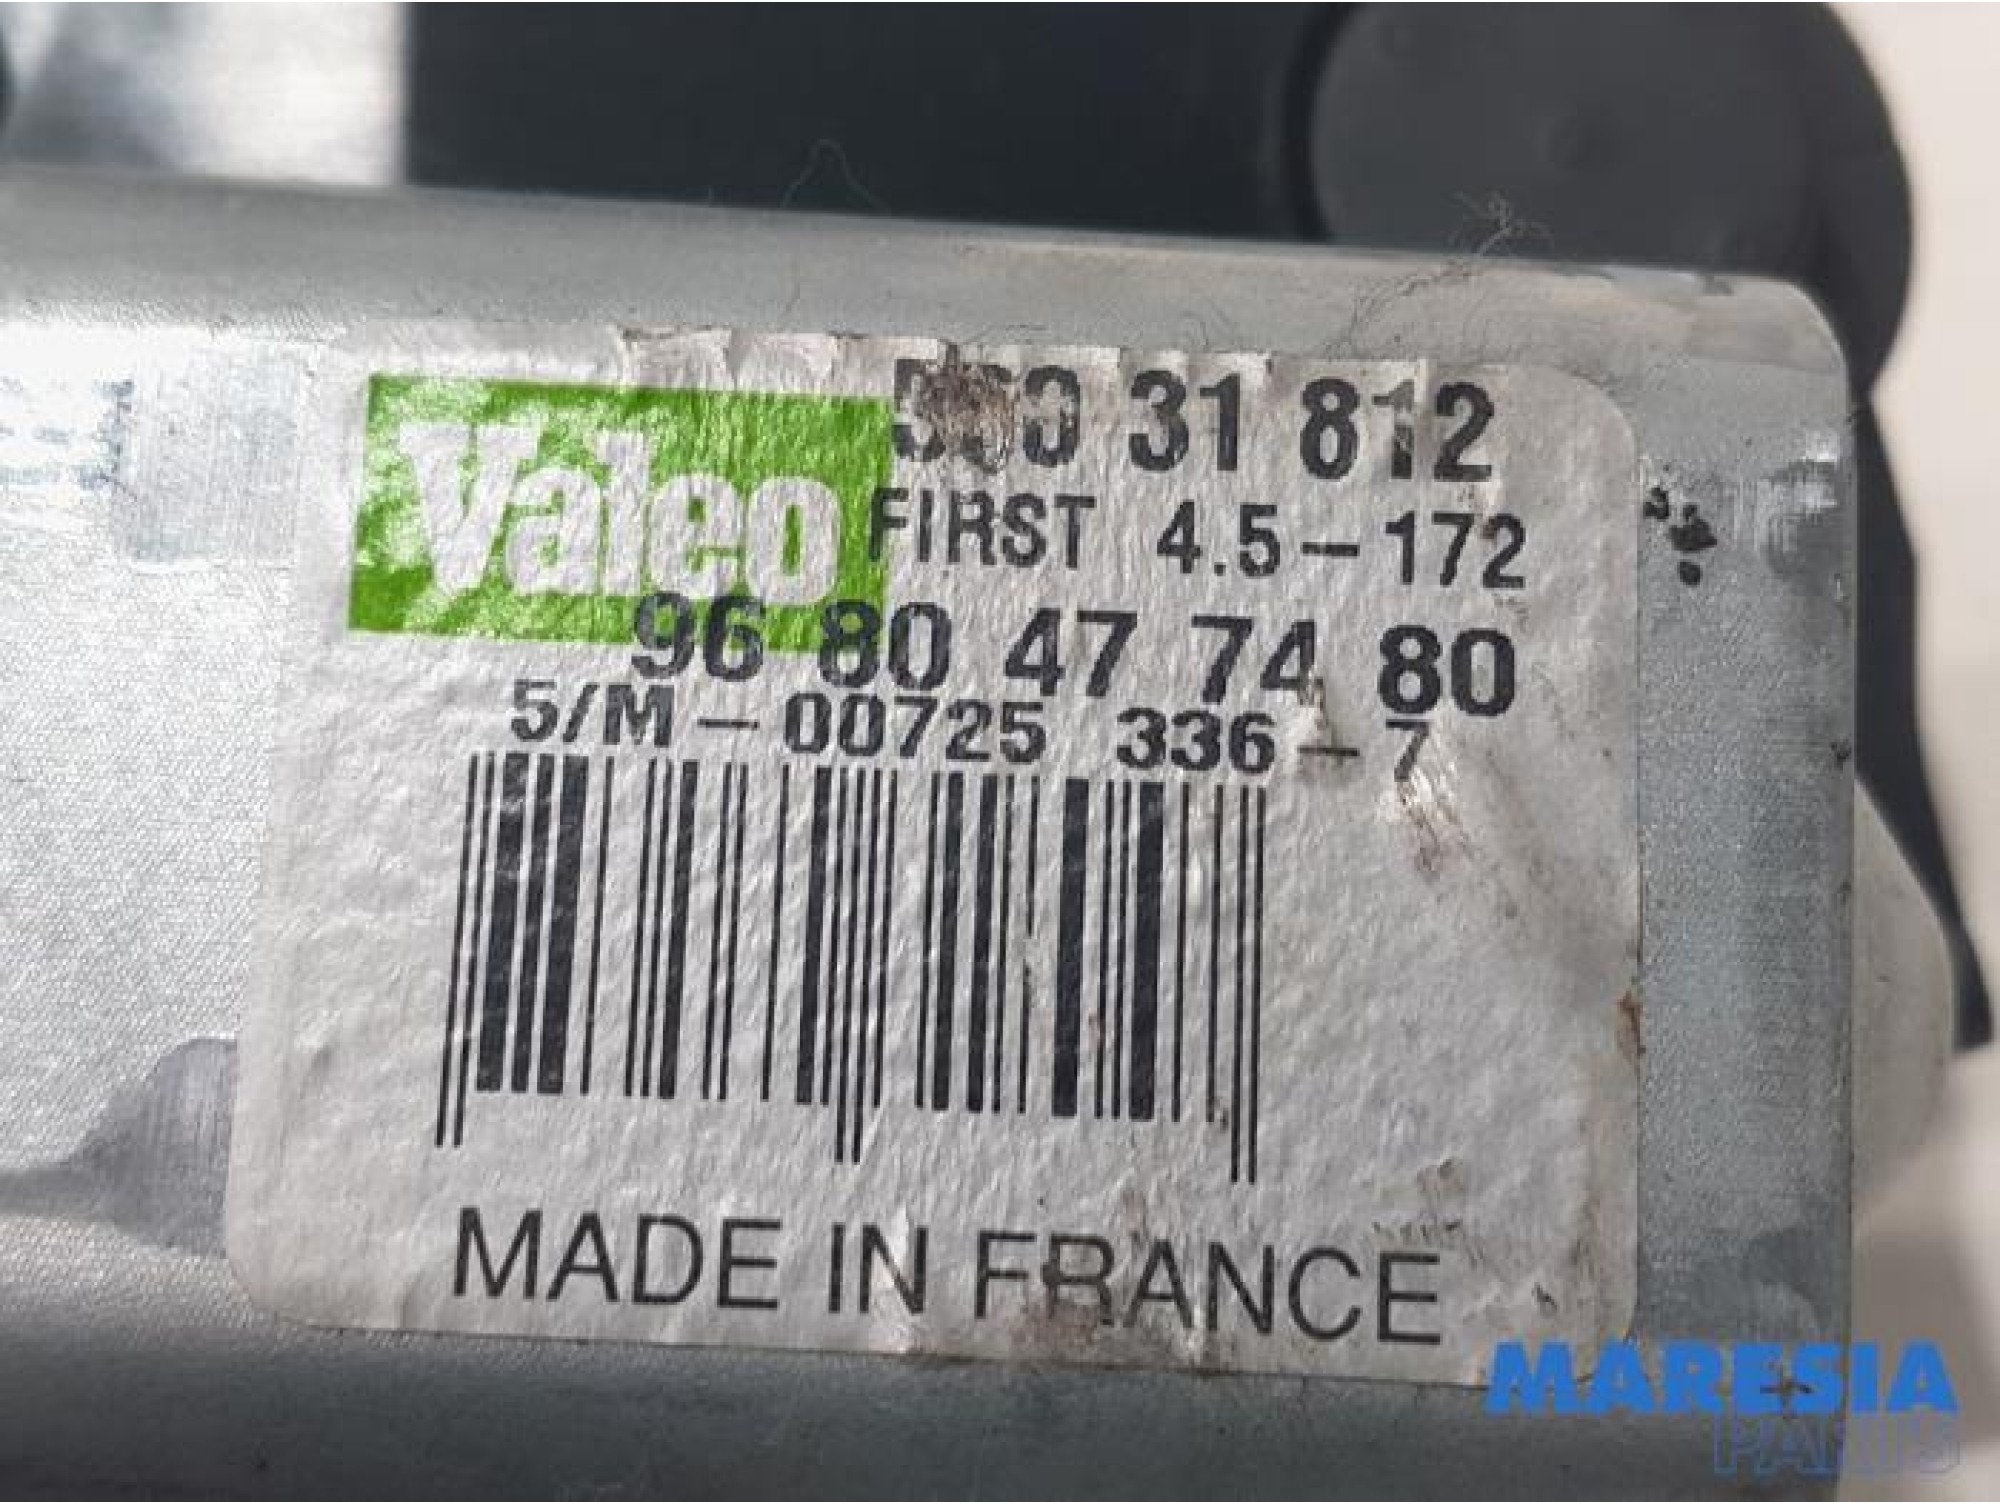 Valeo
31 812
FIRST 4.5-172
96 80 47 74 80
5/M-00725 336-7
MADE IN FRANCE
MARESIA
PARTS